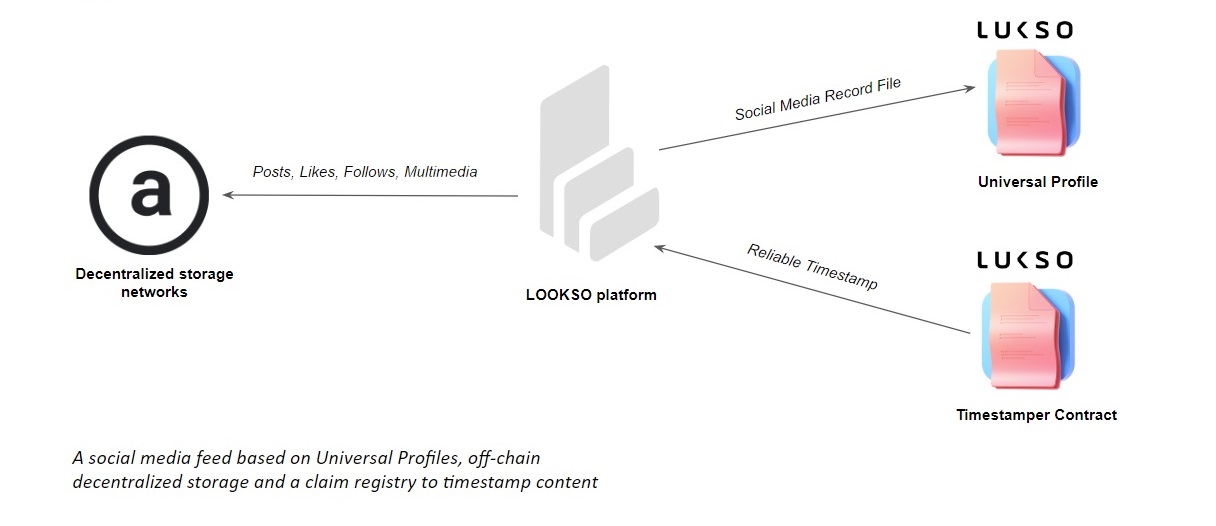 LUKSO
Social Media Record File
Universal Profile
Posts, Likes, Follows, Multimedia
a
Decentralized storage
networks
LOOKSO platform
Reliable Timestamp
LUKSO
Timestamper Contract
A social media feed based on Universal Profiles, off-chain
decentralized storage and a claim registry to timestamp content